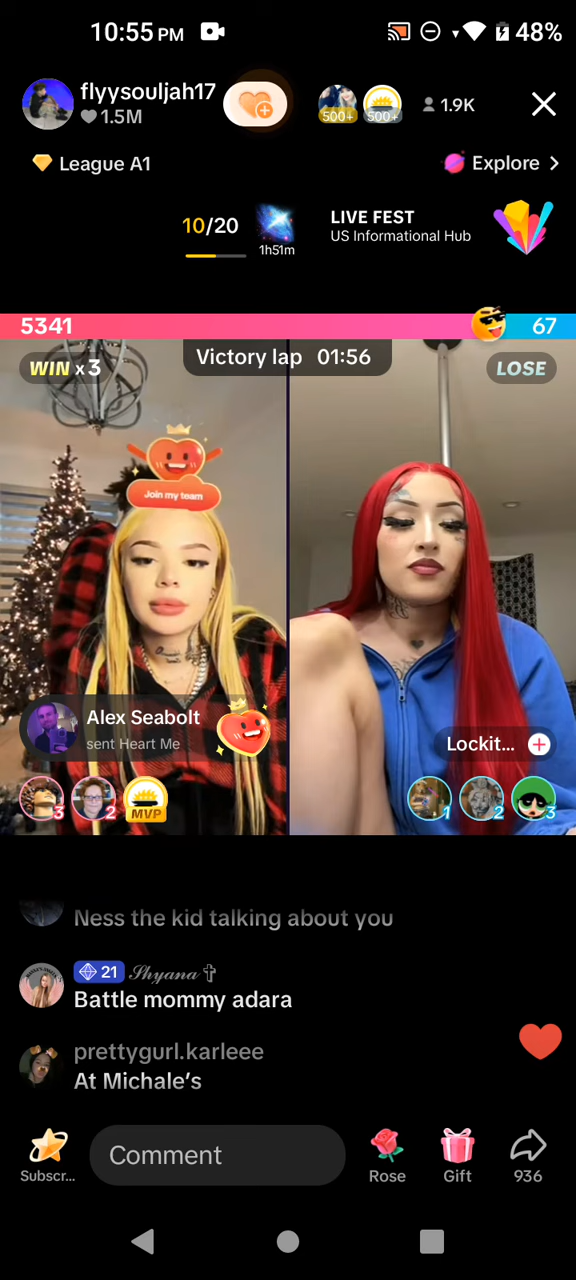 10:55 PM
48%
flyysouljah17
1.5M
500+
500+
1.9K
League A1
Explore >
10/20
1h51m
LIVE FEST
US Informational Hub
5341
67
WIN x3
Victory lap 01:56
LOSE
Join my team
Alex Seabolt
sent Heart Me
Lockit...
3
2
MVP
1
2
3
Ness the kid talking about you
21 𝒮𝒽𝓎𝒶𝓃𝒶 ✞
Battle mommy adara
prettygurl.karleee
At Michale's
Subscr...
Comment
Rose
Gift
936